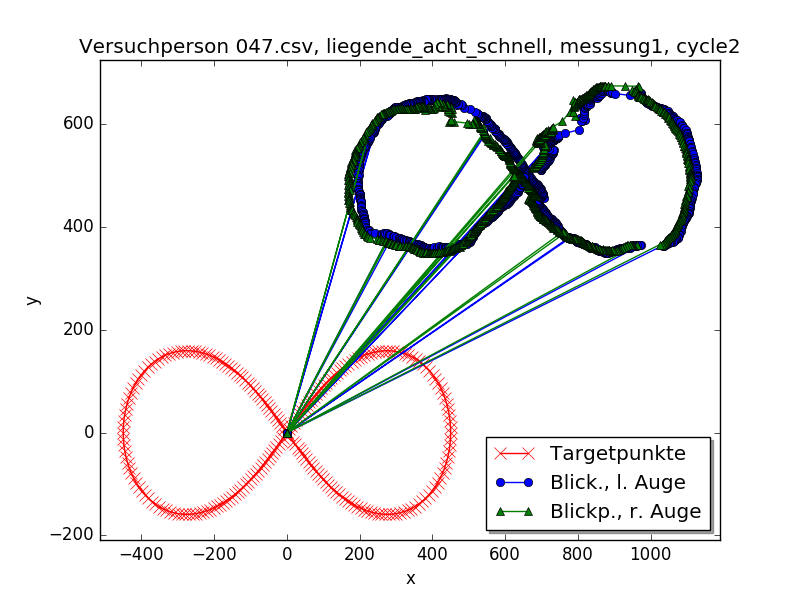 Versuchperson 047.csv, liegende_acht_schnell, messung1, cycle2
y
600
400
200
0
−200
−400
−200
0
200
400
600
800
1000
x
Targetpunkte
Blick., l. Auge
Blickp., r. Auge